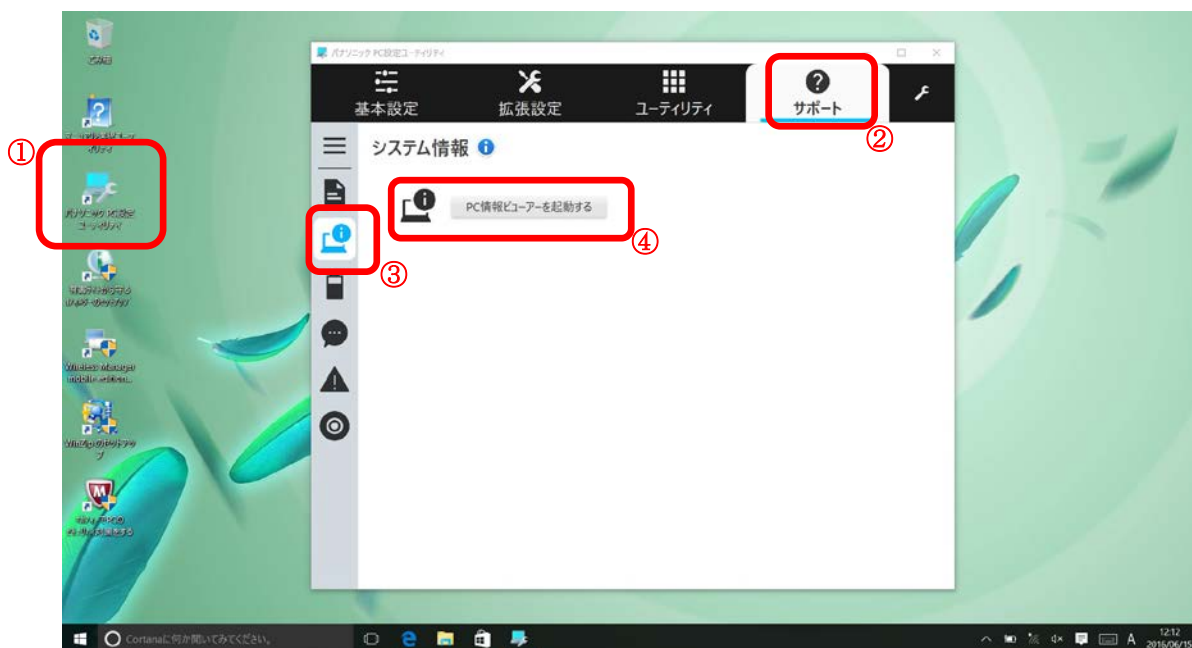 ごみ箱
①
パナソニック PC設定
ユーティリティ
Wireless Manager
mobile edition...
パナソニック PC設定ユーティリティ
基本設定
拡張設定
ユーティリティ
サポート
②
システム情報
③
PC情報ビューアーを起動する
④
Cortanaに何か聞いてみてください。
A
12:12
2016/06/15